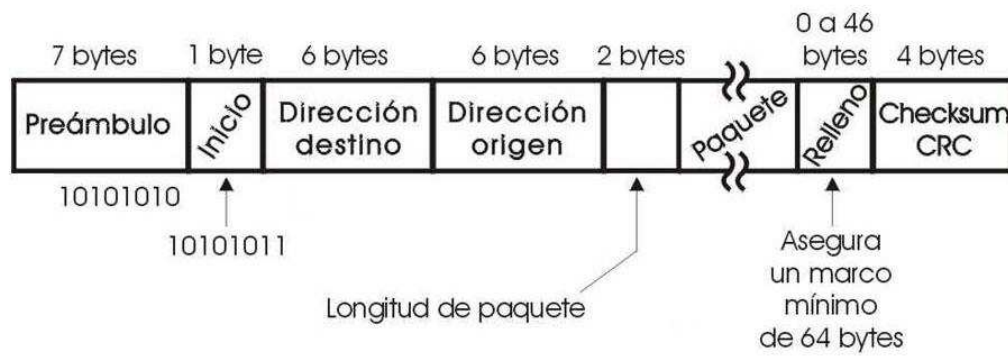 7 bytes
1 byte
6 bytes
6 bytes
2 bytes
0 a 46
bytes
4 bytes
Preámbulo
Inicio
Dirección
destino
Dirección
origen
Paquete
Relleno
Checksum
CRC
10101010
10101011
Longitud de paquete
Asegura
un marco
mínimo
de 64 bytes